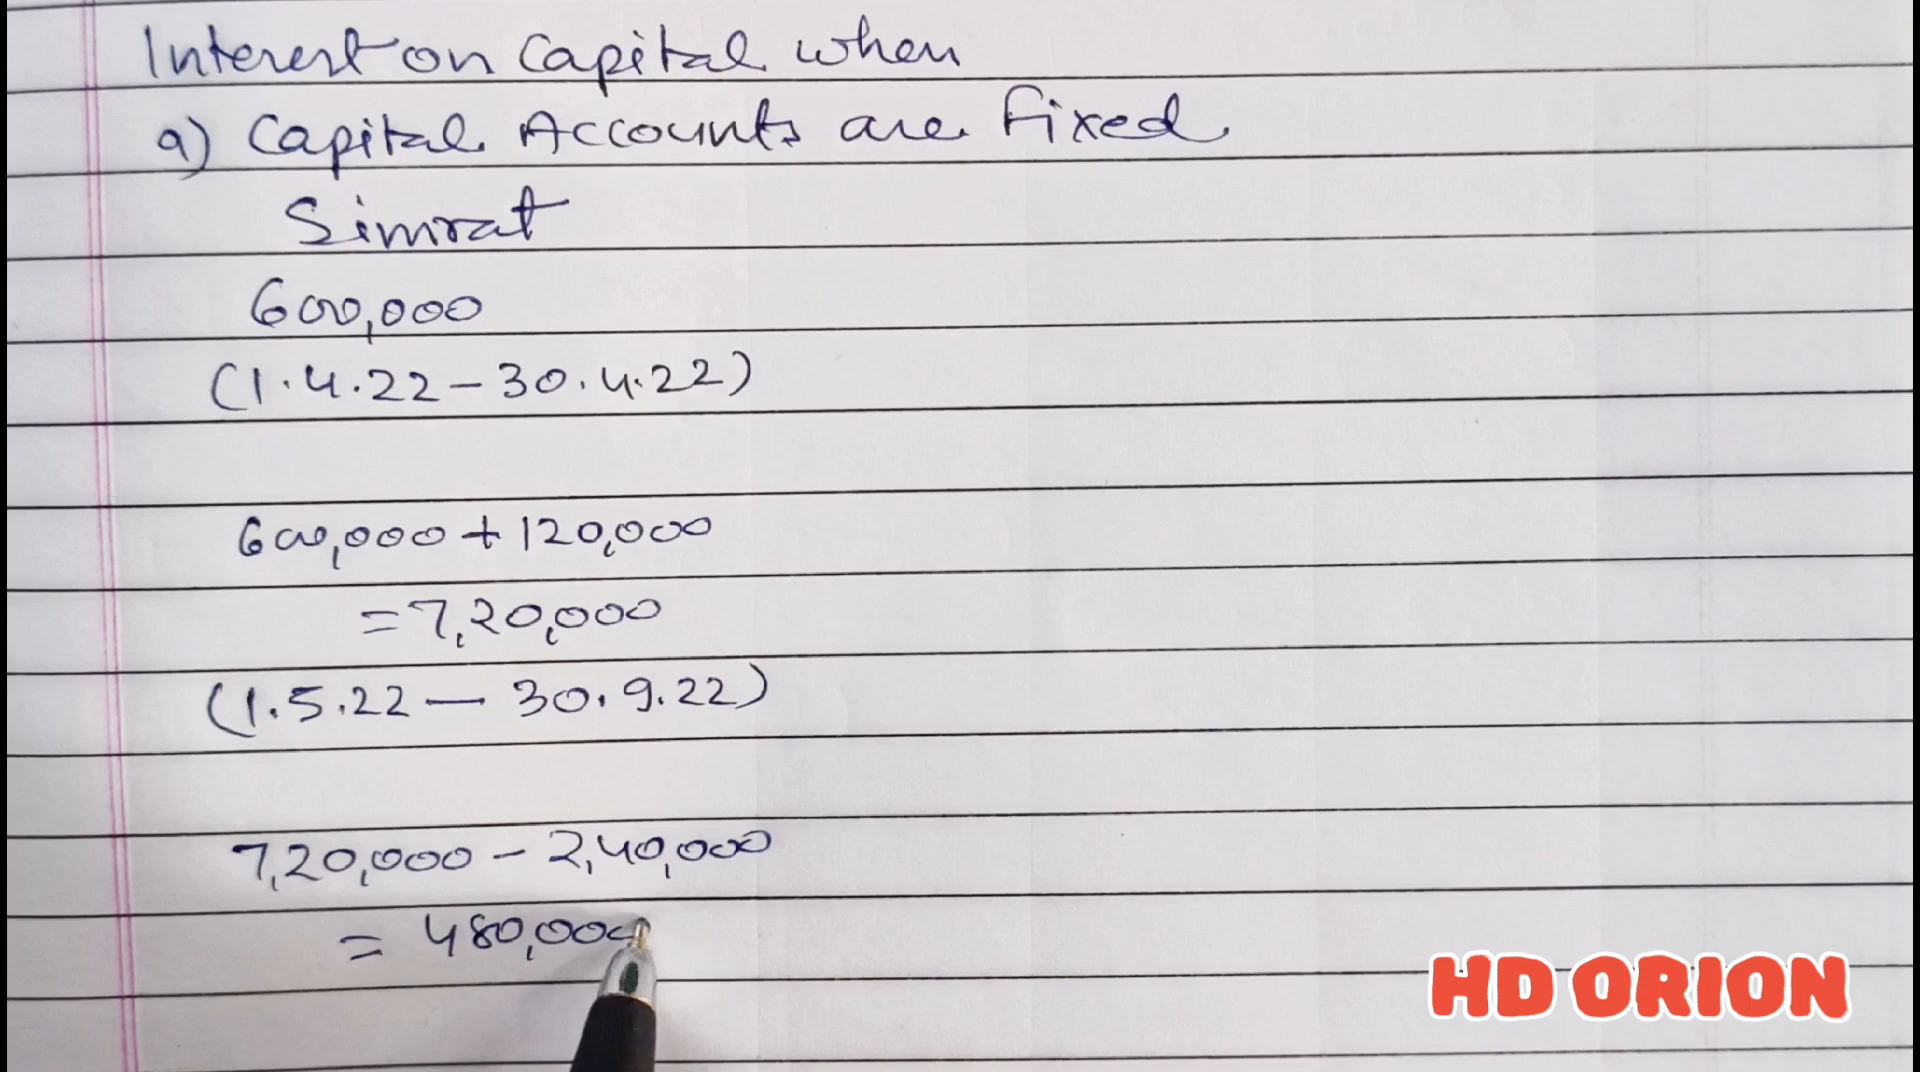 Interest on Capital when
a) Capital Accounts are fixed
Simrat
600,000
(1.4.22-30.4.22)
600,000+120,000
=7,20,000
(1.5.22-30.9.22)
7,20,000-2,40,000
= 480,000
HD ORION